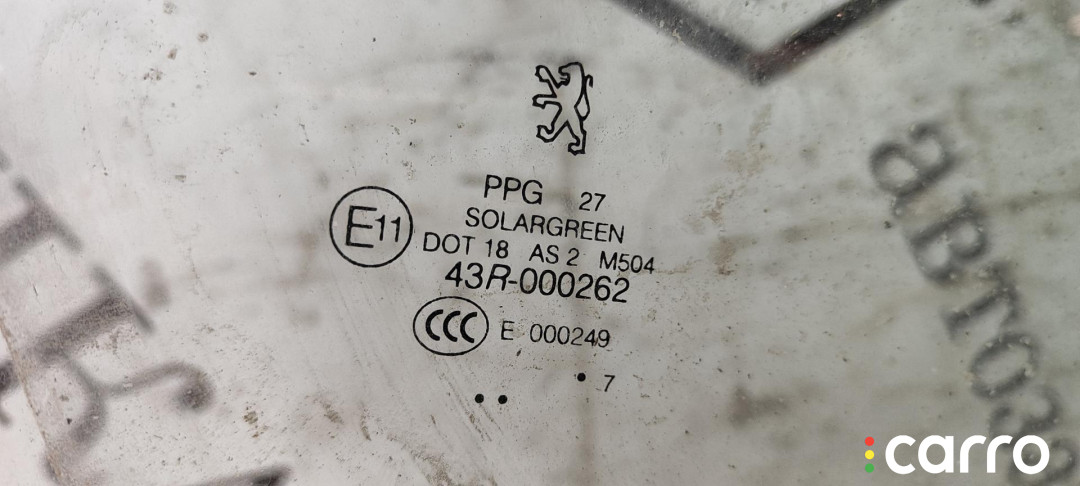 PPG 27
SOLARGREEN
E11
DOT 18 AS 2 M504
43R-000262
CCC E 000249
• 7
••
carro